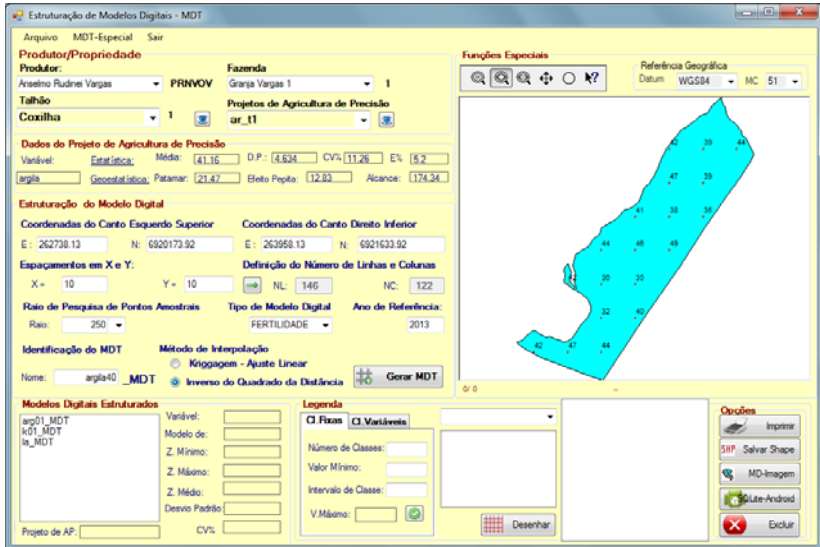 Estruturação de Modelos Digitais - MDT
Arquivo MDT-Especial Sair
Produtor/Propriedade
Produtor: Fazenda
Anselmo Rudinei Vargas PRNVOV Granja Vargas 1 1
Talhão Projetos de Agricultura de Precisão
Coxilha 1 ar_t1
Dados do Projeto de Agricultura de Precisão
Variável: Estatística: Média: 41.16 D.P.: 4.634 CV% 11.26 E% 5.2
argila Geoestatística: Patamar: 21.47 Efeito Pepita: 12.83 Alcance: 174.34
Estruturação do Modelo Digital
Coordenadas do Canto Esquerdo Superior Coordenadas do Canto Direito Inferior
E: 262738.13 N: 6920173.92 E: 263958.13 N: 6921633.92
Espaçamentos em X e Y: Definição do Número de Linhas e Colunas
X = 10 Y = 10 NL: 146 NC: 122
Raio de Pesquisa de Pontos Amostrais Tipo de Modelo Digital Ano de Referência:
Raio: 250 FERTILIDADE 2013
Identificação do MDT Método de Interpolação
Kriggagem - Ajuste Linear
Nome: argila40 _MDT Inverso do Quadrado da Distância Gerar MDT
Funções Especiais
Referência Geográfica
Datum WGS84 MC 51
42 39 44
47 39
41 38 36
44 46 49
42 30 35
32 40
42 47 44
0/ 0 --
Modelos Digitais Estruturados
arg01_MDT
k01_MDT
la_MDT
Variável:
Modelo de:
Z. Mínimo:
Z. Máximo:
Z. Médio:
Desvio Padrão:
Projeto de AP: CV%
Legenda
Cl.Fixas Cl.Variáveis
Número de Classes:
Valor Mínimo:
Intervalo de Classe:
V.Máximo:
Desenhar
Opções
Imprimir
SHP Salvar Shape
MD-Imagem
SQLite-Android
Excluir